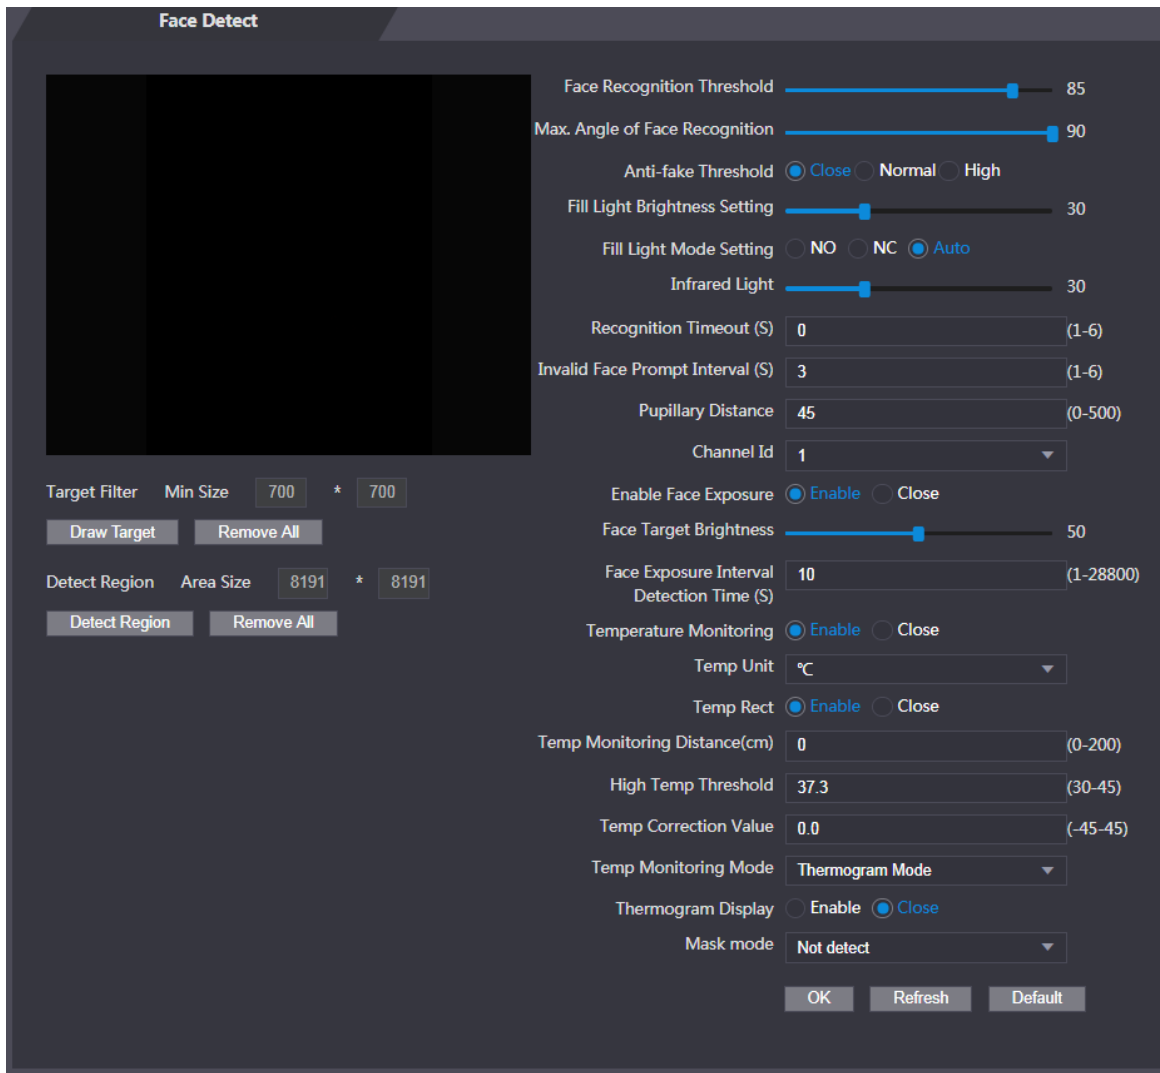 Face Detect
Face Recognition Threshold 85
Max. Angle of Face Recognition 90
Anti-fake Threshold Close Normal High
Fill Light Brightness Setting 30
Fill Light Mode Setting NO NC Auto
Infrared Light 30
Recognition Timeout (S) 0 (1-6)
Invalid Face Prompt Interval (S) 3 (1-6)
Pupillary Distance 45 (0-500)
Channel Id 1
Enable Face Exposure Enable Close
Face Target Brightness 50
Face Exposure Interval 10 (1-28800)
Detection Time (S)
Temperature Monitoring Enable Close
Temp Unit ℃
Temp Rect Enable Close
Temp Monitoring Distance(cm) 0 (0-200)
High Temp Threshold 37.3 (30-45)
Temp Correction Value 0.0 (-45-45)
Temp Monitoring Mode Thermogram Mode
Thermogram Display Enable Close
Mask mode Not detect
OK Refresh Default
Target Filter Min Size 700 * 700
Draw Target Remove All
Detect Region Area Size 8191 * 8191
Detect Region Remove All